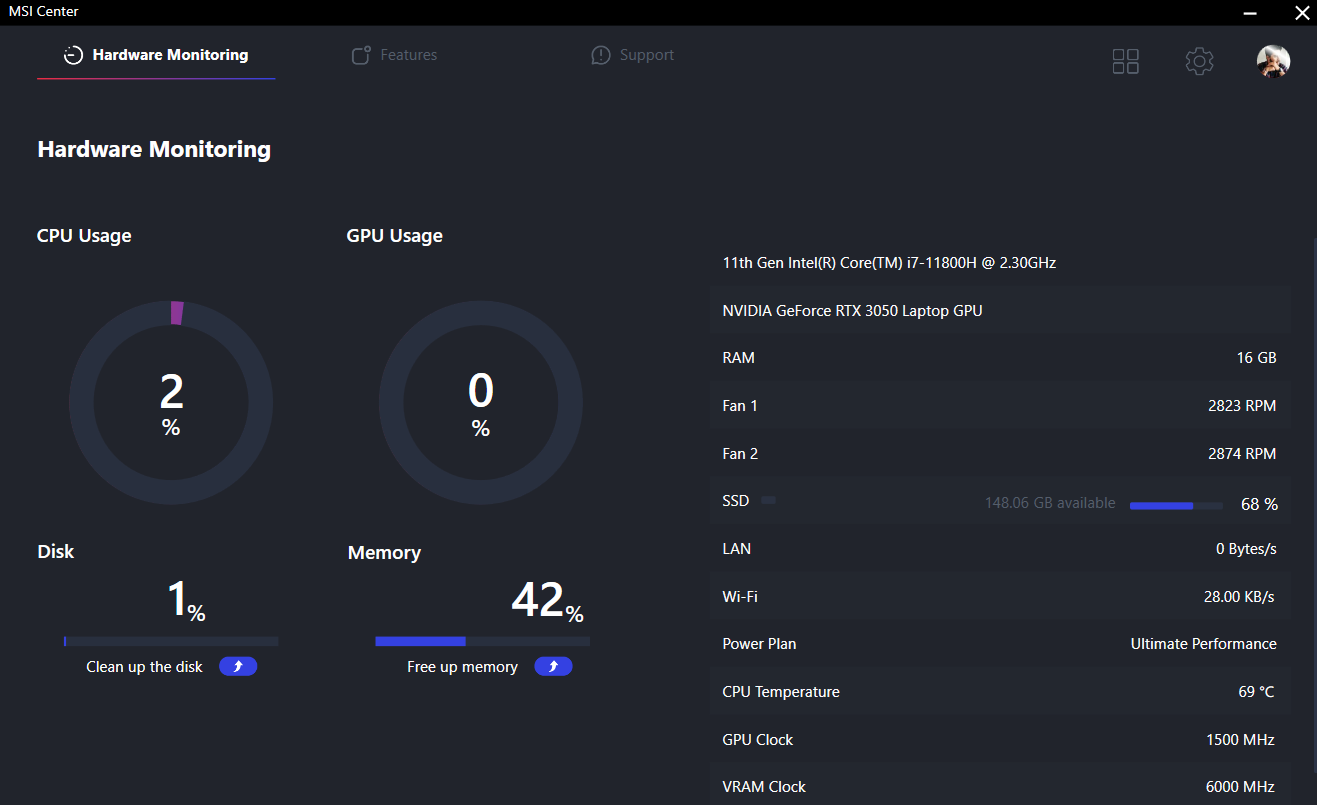 MSI Center
Hardware Monitoring
Features
Support
Hardware Monitoring
CPU Usage
GPU Usage
2
%
0
%
Disk
Memory
1%
42%
Clean up the disk
Free up memory
11th Gen Intel(R) Core(TM) i7-11800H @ 2.30GHz
NVIDIA GeForce RTX 3050 Laptop GPU
RAM 16 GB
Fan 1 2823 RPM
Fan 2 2874 RPM
SSD 148.06 GB available 68 %
LAN 0 Bytes/s
Wi-Fi 28.00 KB/s
Power Plan Ultimate Performance
CPU Temperature 69 °C
GPU Clock 1500 MHz
VRAM Clock 6000 MHz